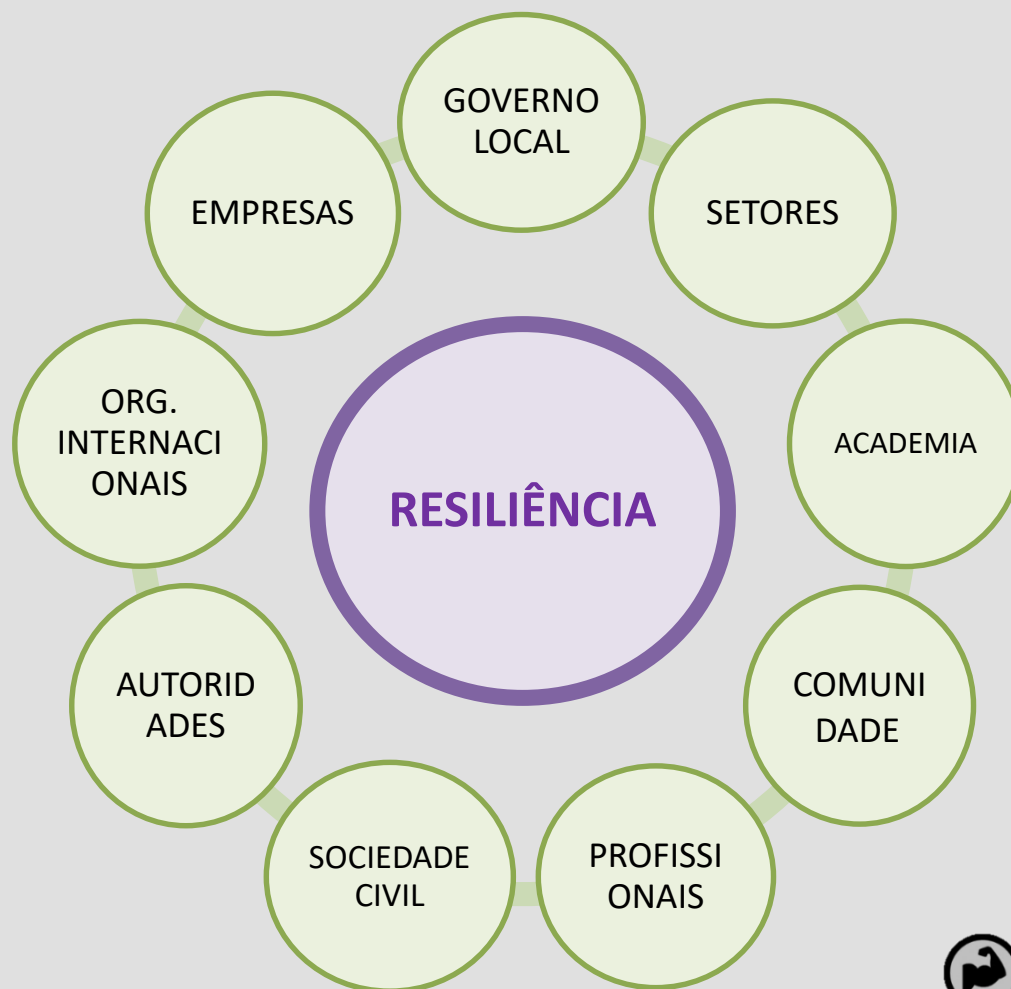 GOVERNO
LOCAL
SETORES
ACADEMIA
COMUNI
DADE
PROFISSI
ONAIS
SOCIEDADE
CIVIL
AUTORID
ADES
ORG.
INTERNACI
ONAIS
EMPRESAS
RESILIÊNCIA